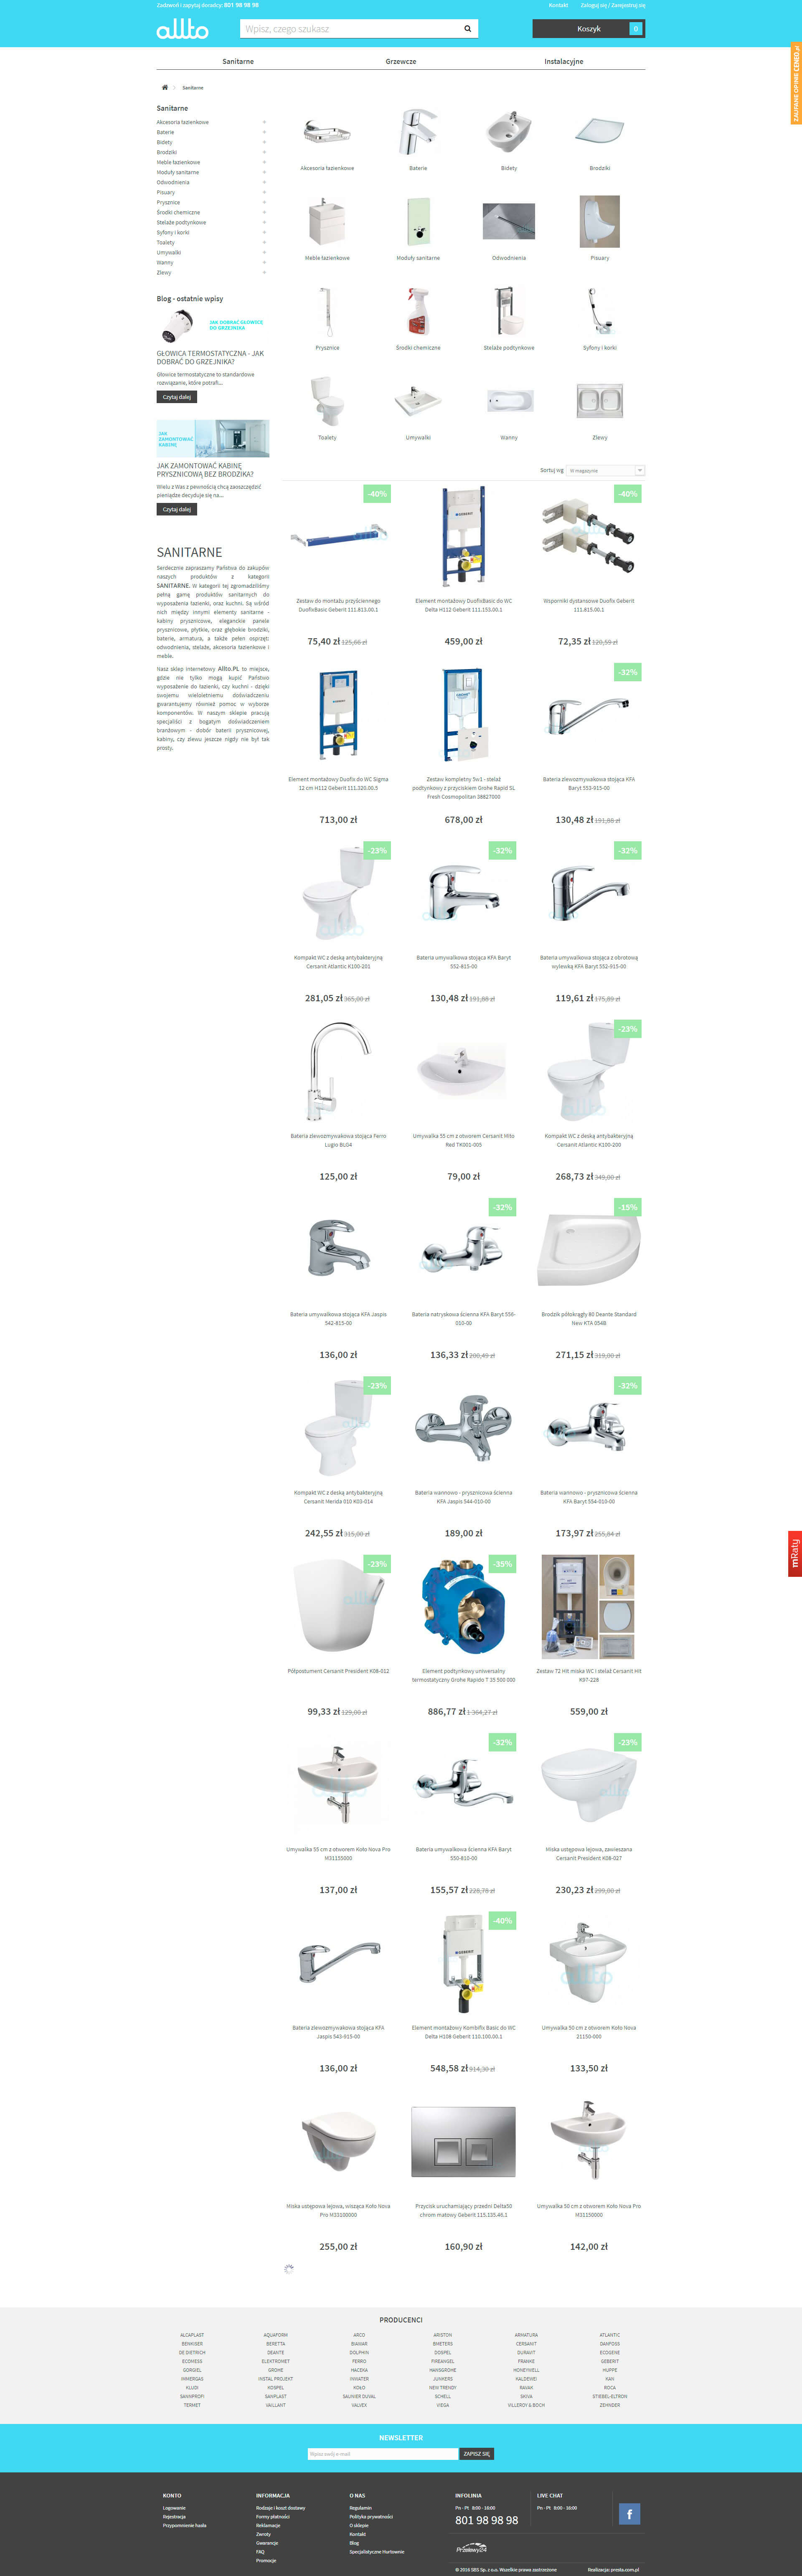 Zadzwoń i zapytaj doradcy: 801 98 98 98
Kontakt
Zaloguj się / Zarejestruj się
allto
Wpisz, czego szukasz
Koszyk 0
ZAUFANE OPINIE CENEO.pl
Sanitarne
Grzewcze
Instalacyjne
Sanitarne
Sanitarne
Akcesoria łazienkowe
Baterie
Bidety
Brodziki
Meble łazienkowe
Moduły sanitarne
Odwodnienia
Pisuary
Prysznice
Środki chemiczne
Stelaże podtynkowe
Syfony i korki
Toalety
Umywalki
Wanny
Zlewy
Blog - ostatnie wpisy
JAK DOBRAĆ GŁOWICĘ
DO GRZEJNIKA
GŁOWICA TERMOSTATYCZNA - JAK
DOBRAĆ DO GRZEJNIKA?
Głowice termostatyczne to standardowe
rozwiązanie, które potrafi...
Czytaj dalej
JAK
ZAMONTOWAĆ
KABINĘ
JAK ZAMONTOWAĆ KABINĘ
PRYSZNICOWĄ BEZ BRODZIKA?
Wielu z Was z pewnością chcą zaoszczędzić
pieniądze decyduje się na...
Czytaj dalej
SANITARNE
Serdecznie zapraszamy Państwa do zakupów
naszych produktów z kategorii
SANITARNE. W kategorii tej zgromadziliśmy
pełną gamę produktów sanitarnych do
wyposażenia łazienki, oraz kuchni. Są wśród
nich między innymi elementy sanitarne -
kabiny prysznicowe, eleganckie panele
prysznicowe, płytkie, oraz głębokie brodziki,
baterie, armatura, a także pełen osprzęt:
odwodnienia, stelaże, akcesoria łazienkowe i
meble.
Nasz sklep internetowy Allto.PL to miejsce,
gdzie nie tylko mogą kupić Państwo
wyposażenie do łazienki, czy kuchni - dzięki
swojemu wieloletniemu doświadczeniu
gwarantujemy również pomoc w wyborze
komponentów. W naszym sklepie pracują
specjaliści z bogatym doświadczeniem
branżowym - dobór baterii prysznicowej,
kabiny, czy zlewu jeszcze nigdy nie był tak
prosty.
Akcesoria łazienkowe
Baterie
Bidety
Brodziki
Meble łazienkowe
Moduły sanitarne
Odwodnienia
Pisuary
Prysznice
Środki chemiczne
Stelaże podtynkowe
Syfony i korki
Toalety
Umywalki
Wanny
Zlewy
Sortuj wg
W magazynie
-40%
Zestaw do montażu przyściennego
DuofixBasic Geberit 111.813.00.1
75,40 zł 125,66 zł
Element montażowy DuofixBasic do WC
Delta H112 Geberit 111.153.00.1
459,00 zł
-40%
Wsporniki dystansowe Duofix Geberit
111.815.00.1
72,35 zł 120,59 zł
Element montażowy Duofix do WC Sigma
12 cm H112 Geberit 111.320.00.5
713,00 zł
Zestaw kompletny 5w1 - stelaż
podtynkowy z przyciskiem Grohe Rapid SL
Fresh Cosmopolitan 38827000
678,00 zł
-32%
Bateria zlewozmywakowa stojąca KFA
Baryt 553-915-00
130,48 zł 191,88 zł
-23%
Kompakt WC z deską antybakteryjną
Cersanit Atlantic K100-201
281,05 zł 365,00 zł
-32%
Bateria umywalkowa stojąca KFA Baryt
552-815-00
130,48 zł 191,88 zł
-32%
Bateria umywalkowa stojąca z obrotową
wylewką KFA Baryt 552-915-00
119,61 zł 175,89 zł
Bateria zlewozmywakowa stojąca Ferro
Lugio BLG4
125,00 zł
Umywalka 55 cm z otworem Cersanit Mito
Red TK001-005
79,00 zł
-23%
Kompakt WC z deską antybakteryjną
Cersanit Atlantic K100-200
268,73 zł 349,00 zł
Bateria umywalkowa stojąca KFA Jaspis
542-815-00
136,00 zł
-32%
Bateria natryskowa ścienna KFA Baryt 556-
010-00
136,33 zł 200,49 zł
-15%
Brodzik półokrągły 80 Deante Standard
New KTA 054B
271,15 zł 319,00 zł
-23%
Kompakt WC z deską antybakteryjną
Cersanit Merida 010 K03-014
242,55 zł 315,00 zł
Bateria wannowo - prysznicowa ścienna
KFA Jaspis 544-010-00
189,00 zł
-32%
Bateria wannowo - prysznicowa ścienna
KFA Baryt 554-010-00
173,97 zł 255,84 zł
mRaty
-23%
Półpostument Cersanit President K08-012
99,33 zł 129,00 zł
-35%
Element podtynkowy uniwersalny
termostatyczny Grohe Rapido T 35 500 000
886,77 zł 1 364,27 zł
Zestaw T2 Hit miska WC i stelaż Cersanit Hit
K97-228
559,00 zł
Umywalka 55 cm z otworem Koło Nova Pro
M31155000
137,00 zł
-32%
Bateria umywalkowa ścienna KFA Baryt
550-810-00
155,57 zł 228,78 zł
-23%
Miska ustępowa lejowa, zawieszana
Cersanit President K08-027
230,23 zł 299,00 zł
Bateria zlewozmywakowa stojąca KFA
Jaspis 543-915-00
136,00 zł
-40%
Element montażowy Kombifix Basic do WC
Delta H108 Geberit 110.100.00.1
548,58 zł 914,30 zł
Umywalka 50 cm z otworem Koło Nova
21150-000
133,50 zł
Miska ustępowa lejowa, wisząca Koło Nova
Pro M33100000
255,00 zł
Przycisk uruchamiający przedni Delta50
chrom matowy Geberit 115.135.46.1
160,90 zł
Umywalka 50 cm z otworem Koło Nova Pro
M31150000
142,00 zł
PRODUCENCI
ALCAPLAST AQUAFORM ARCO ARISTON ARMATURA ATLANTIC
BENKISER BERETTA BIAWAR BMETERS CERSANIT DANFOSS
DE DIETRICH DEANTE DOLPHIN DOSPEL DURAVIT ECOGENE
ECOMESS ELEKTROMET FERRO FIREANGEL FRANKE GEBERIT
GORGIEL GROHE HACEKA HANSGROHE HONEYWELL HUPPE
IMMERGAS INSTAL PROJEKT INWATER JUNKERS KALDEWEI KAN
KLUDI KOSPEL KOŁO NEW TRENDY RAVAK ROCA
SANIPROFI SANPLAST SAUNIER DUVAL SCHELL SKIVA STIEBEL-ELTRON
TERMET VAILLANT VALVEX VIEGA VILLEROY & BOCH ZEHNDER
NEWSLETTER
Wpisz swój e-mail
ZAPISZ SIĘ
KONTO
Logowanie
Rejestracja
Przypomnienie hasła
INFORMACJA
Rodzaje i koszt dostawy
Formy płatności
Reklamacje
Zwroty
Gwarancje
FAQ
Promocje
O NAS
Regulamin
Polityka prywatności
O sklepie
Kontakt
Blog
Specjalistyczne Hurtownie
INFOLINIA
Pn - Pt 8:00 - 16:00
801 98 98 98
LIVE CHAT
Pn - Pt 8:00 - 16:00
Przelewy24
© 2016 SBS Sp. z o.o. Wszelkie prawa zastrzeżone
Realizacja: presta.com.pl